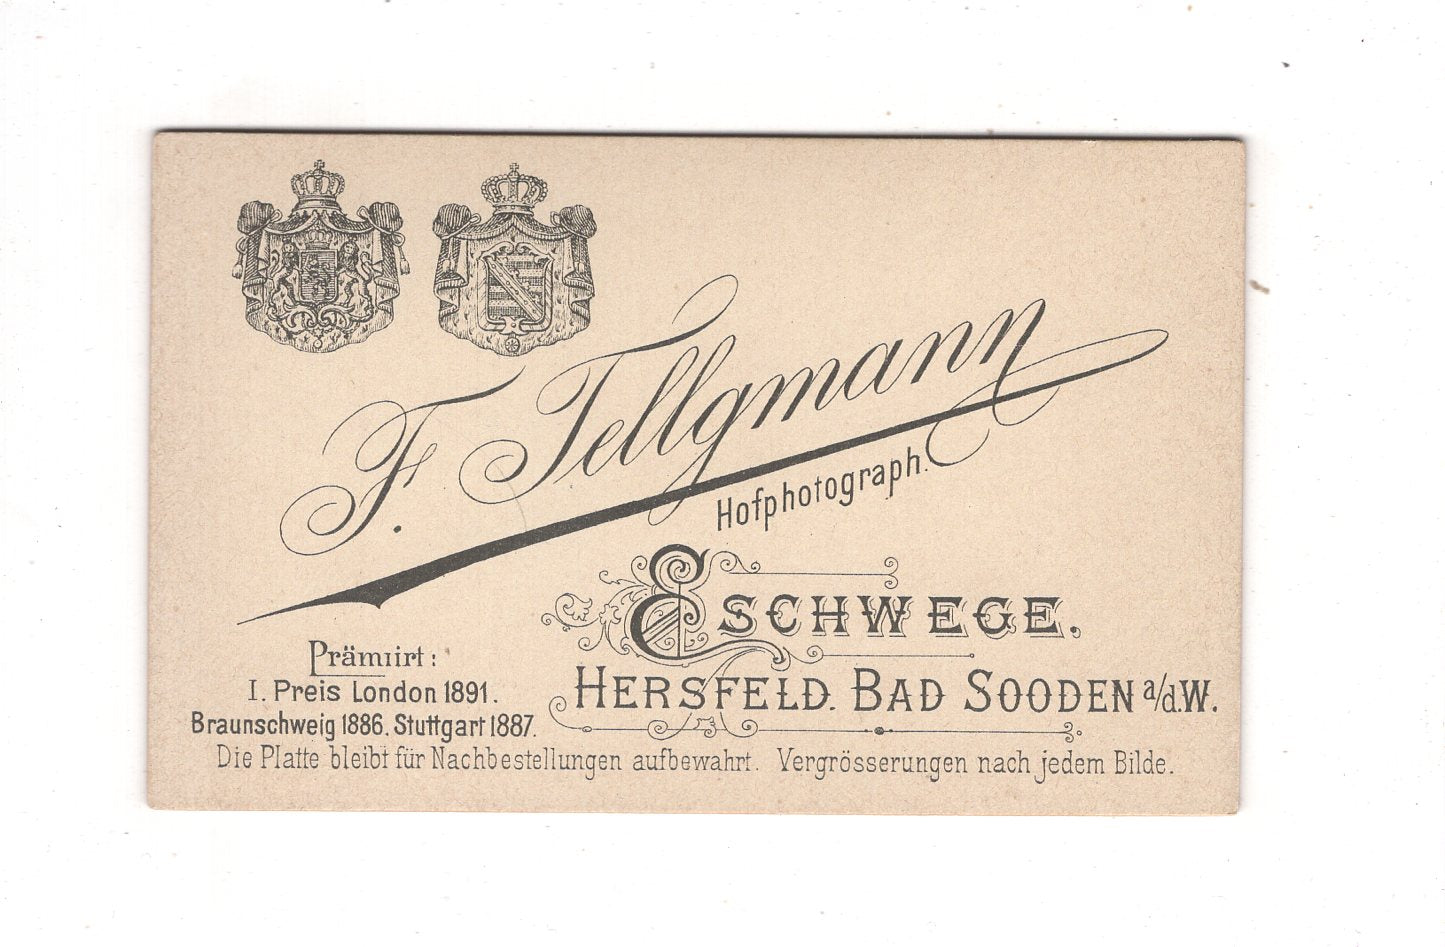 F. Tellgmann
Hofphotograph.
ESCHWEGE.
HERSFELD. BAD SOODEN a/d.W.
Prämiirt:
I. Preis London 1891.
Braunschweig 1886. Stuttgart 1887.
Die Platte bleibt für Nachbestellungen aufbewahrt. Vergrösserungen nach jedem Bilde.